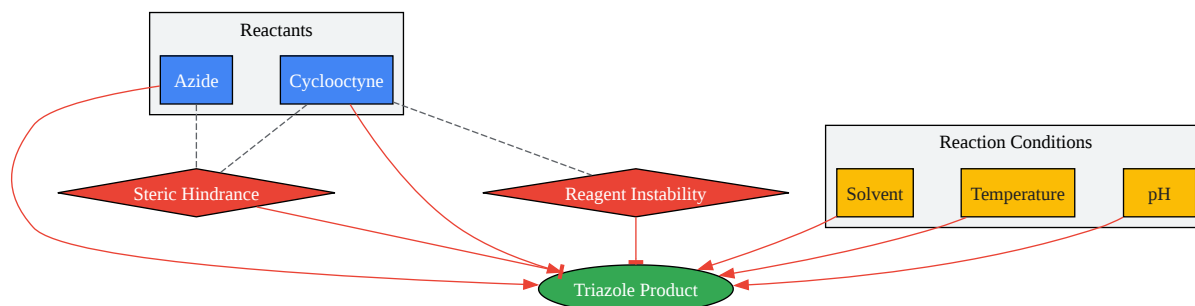 Reactants
Azide
Cyclooctyne
Reaction Conditions
Steric Hindrance
Reagent Instability
Solvent
Temperature
pH
Triazole Product